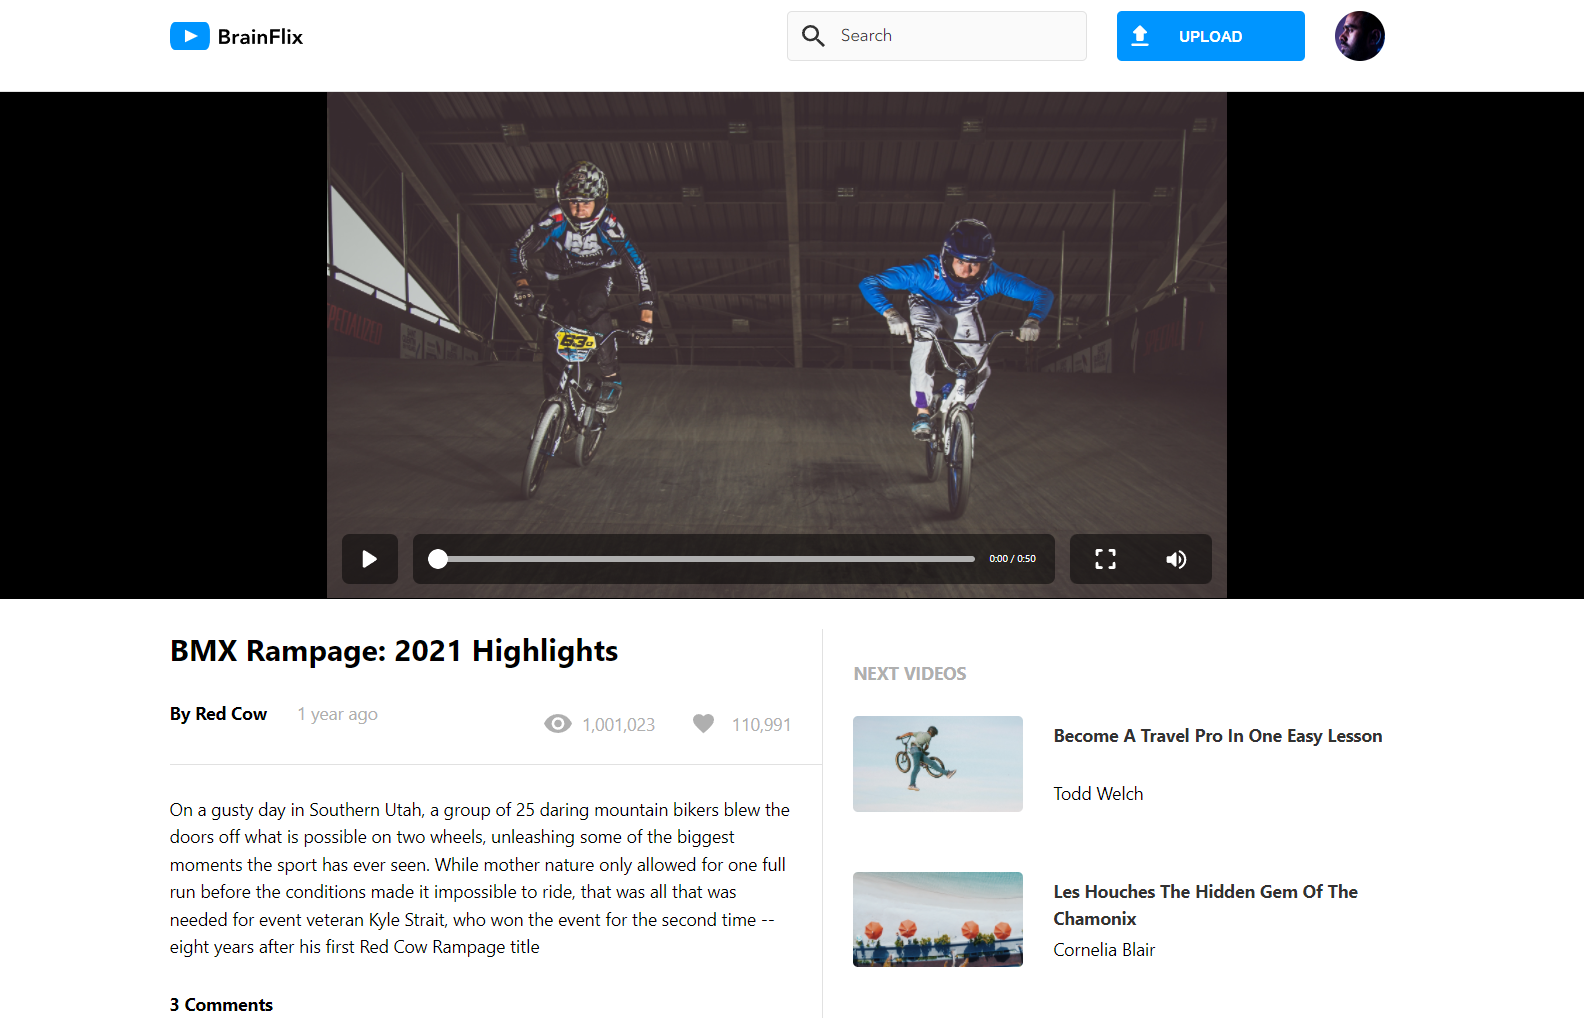 BrainFlix
Search
UPLOAD
SPECIALIZED
630
0:00 / 0:50
BMX Rampage: 2021 Highlights
By Red Cow
1 year ago
1,001,023
110,991
On a gusty day in Southern Utah, a group of 25 daring mountain bikers blew the
doors off what is possible on two wheels, unleashing some of the biggest
moments the sport has ever seen. While mother nature only allowed for one full
run before the conditions made it impossible to ride, that was all that was
needed for event veteran Kyle Strait, who won the event for the second time --
eight years after his first Red Cow Rampage title
3 Comments
NEXT VIDEOS
Become A Travel Pro In One Easy Lesson
Todd Welch
Les Houches The Hidden Gem Of The
Chamonix
Cornelia Blair